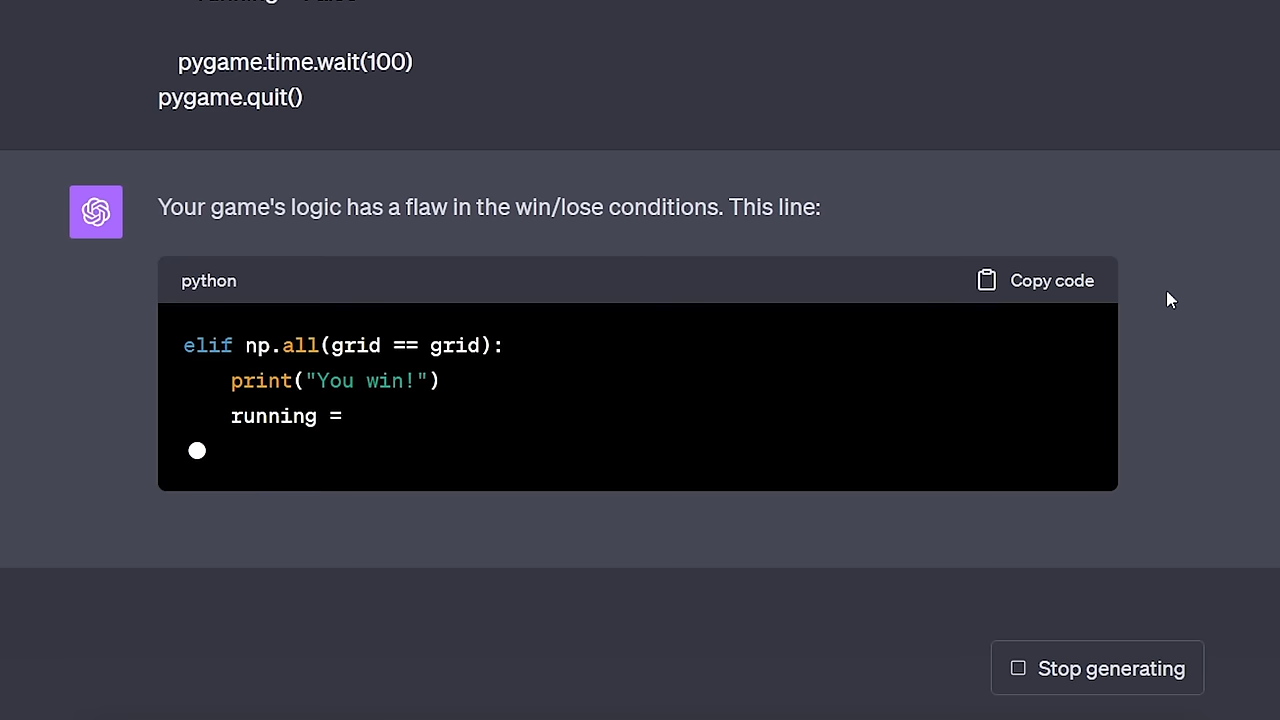 pygame.time.wait(100)
pygame.quit()
Your game's logic has a flaw in the win/lose conditions. This line:
python
Copy code
elif np.all(grid == grid):
print("You win!")
running =
Stop generating